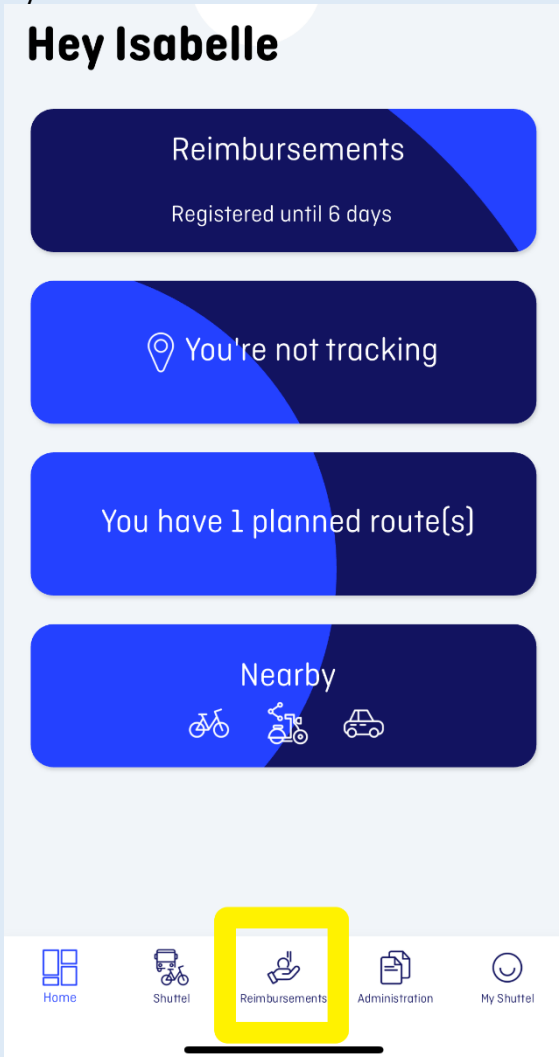 Hey Isabelle
Reimbursements
Registered until 6 days
You're not tracking
You have 1 planned route(s)
Nearby
Home
Shuttel
Reimbursements
Administration
My Shuttel